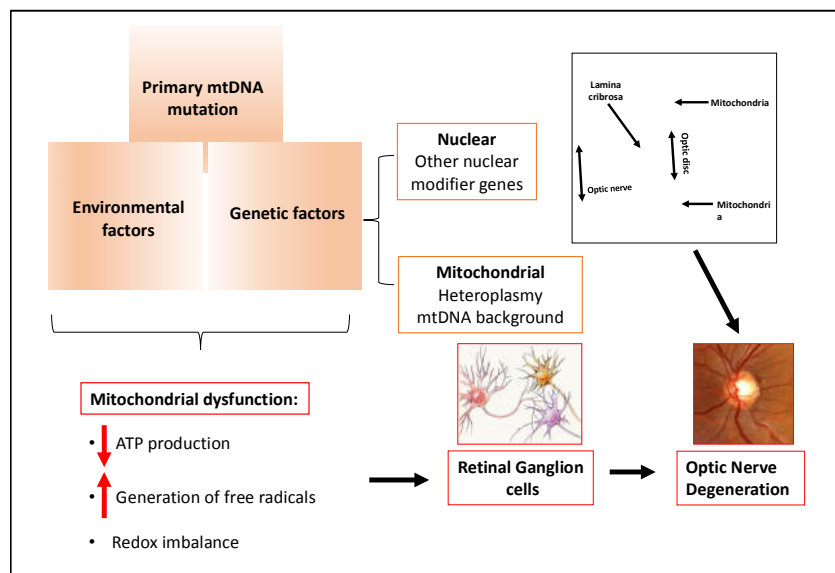 Primary mtDNA
mutation
Environmental
factors
Genetic factors
Nuclear
Other nuclear
modifier genes
Mitochondrial
Heteroplasmy
mtDNA background
Lamina
cribrosa
Mitochondria
Optic disc
Optic nerve
Mitochondri
a
Mitochondrial dysfunction:
• ATP production
• Generation of free radicals
• Redox imbalance
Retinal Ganglion
cells
Optic Nerve
Degeneration